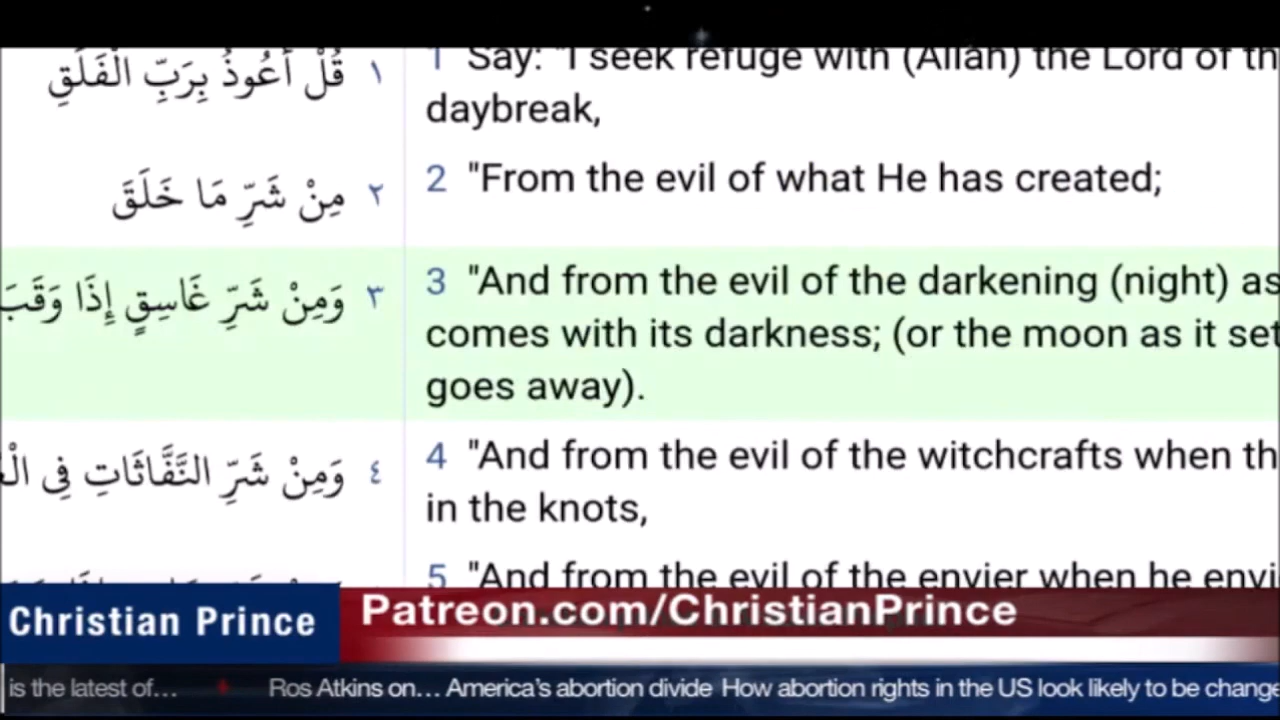 قُلْ أَعُوذُ بِرَبِّ الْفَلَقِ ١
1 Say: "I seek refuge with (Allah) the Lord of th
daybreak,
مِنْ شَرِّ مَا خَلَقَ ٢
2 "From the evil of what He has created;
وَمِنْ شَرِّ غَاسِقٍ إِذَا وَقَبَ ٣
3 "And from the evil of the darkening (night) as
comes with its darkness; (or the moon as it set
goes away).
وَمِنْ شَرِّ النَّفَّاثَاتِ فِى ٤
4 "And from the evil of the witchcrafts when th
in the knots,
5 "And from the evil of the envier when he envi
Christian Prince
Patreon.com/ChristianPrince
is the latest of… Ros Atkins on… America's abortion divide How abortion rights in the US look likely to be change